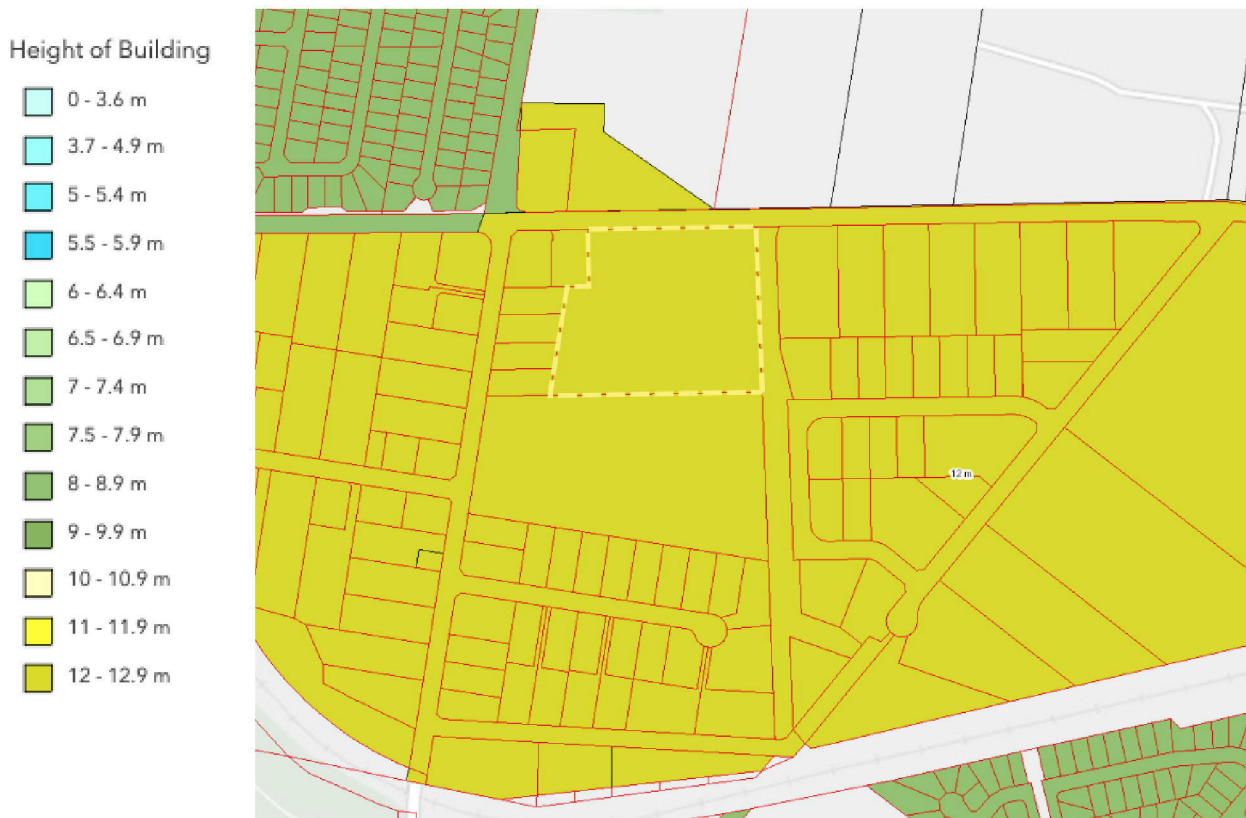 Height of Building
0 - 3.6 m
3.7 - 4.9 m
5 - 5.4 m
5.5 - 5.9 m
6 - 6.4 m
6.5 - 6.9 m
7 - 7.4 m
7.5 - 7.9 m
8 - 8.9 m
9 - 9.9 m
10 - 10.9 m
11 - 11.9 m
12 - 12.9 m
12 m